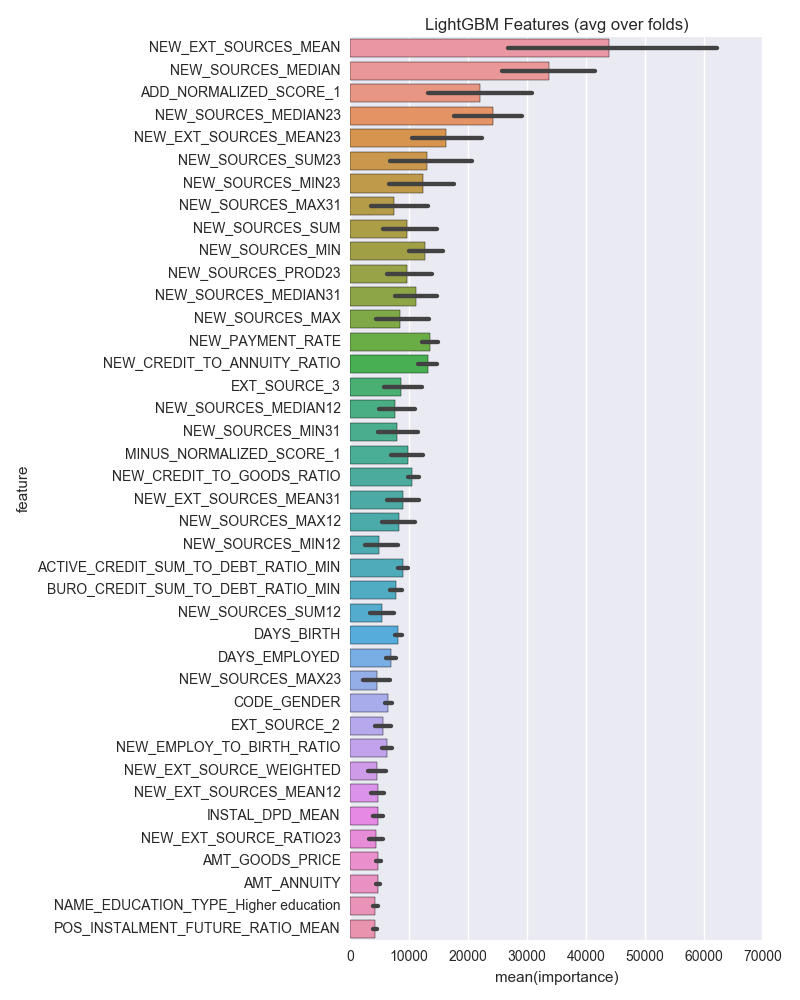 LightGBM Features (avg over folds)
NEW_EXT_SOURCES_MEAN
NEW_SOURCES_MEDIAN
ADD_NORMALIZED_SCORE_1
NEW_SOURCES_MEDIAN23
NEW_EXT_SOURCES_MEAN23
NEW_SOURCES_SUM23
NEW_SOURCES_MIN23
NEW_SOURCES_MAX31
NEW_SOURCES_SUM
NEW_SOURCES_MIN
NEW_SOURCES_PROD23
NEW_SOURCES_MEDIAN31
NEW_SOURCES_MAX
NEW_PAYMENT_RATE
NEW_CREDIT_TO_ANNUITY_RATIO
EXT_SOURCE_3
NEW_SOURCES_MEDIAN12
NEW_SOURCES_MIN31
MINUS_NORMALIZED_SCORE_1
NEW_CREDIT_TO_GOODS_RATIO
NEW_EXT_SOURCES_MEAN31
NEW_SOURCES_MAX12
NEW_SOURCES_MIN12
ACTIVE_CREDIT_SUM_TO_DEBT_RATIO_MIN
BURO_CREDIT_SUM_TO_DEBT_RATIO_MIN
NEW_SOURCES_SUM12
DAYS_BIRTH
DAYS_EMPLOYED
NEW_SOURCES_MAX23
CODE_GENDER
EXT_SOURCE_2
NEW_EMPLOY_TO_BIRTH_RATIO
NEW_EXT_SOURCE_WEIGHTED
NEW_EXT_SOURCES_MEAN12
INSTAL_DPD_MEAN
NEW_EXT_SOURCE_RATIO23
AMT_GOODS_PRICE
AMT_ANNUITY
NAME_EDUCATION_TYPE_Higher education
POS_INSTALMENT_FUTURE_RATIO_MEAN
feature
0 10000 20000 30000 40000 50000 60000 70000
mean(importance)